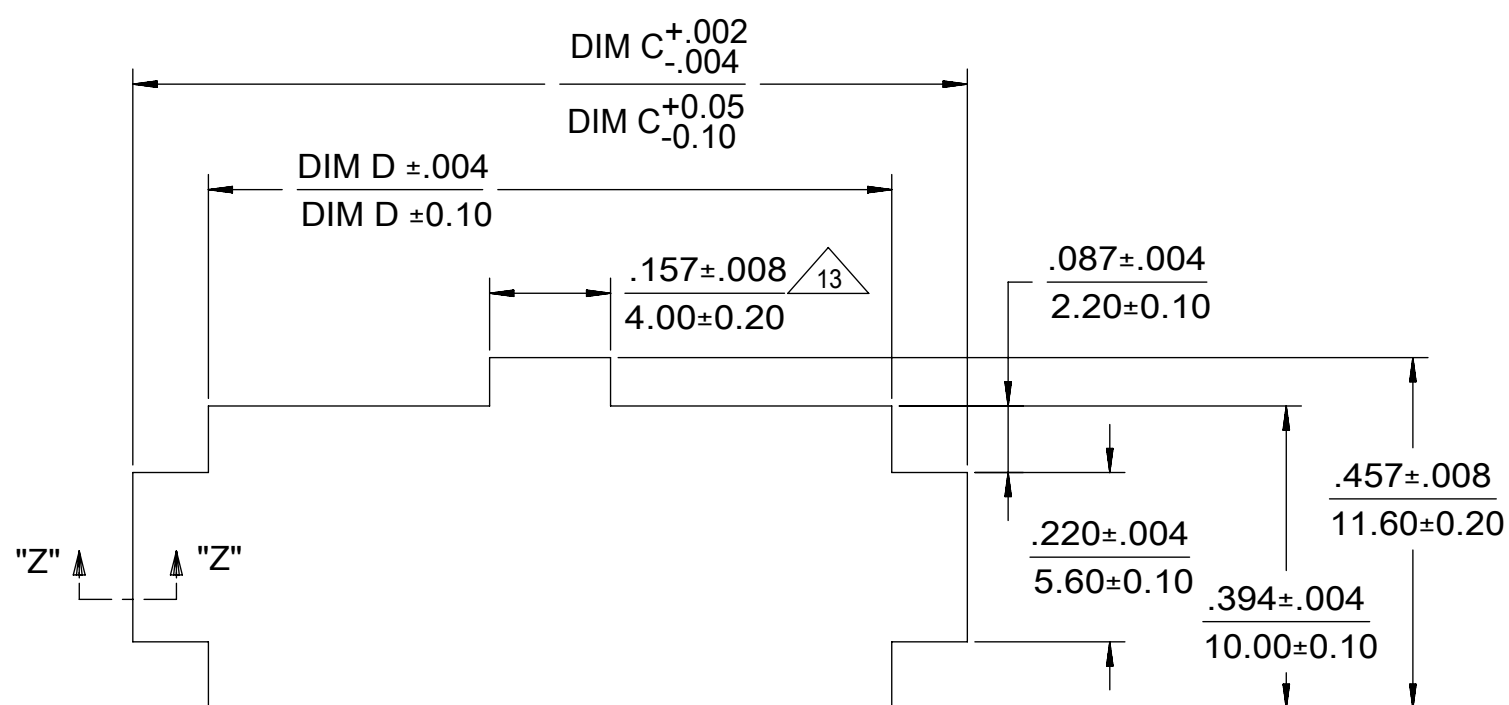 DIM C+.002
-.004
DIM C+0.05
-0.10
DIM D ±.004
DIM D ±0.10
.157±.008
13
4.00±0.20
.087±.004
2.20±0.10
.457±.008
11.60±0.20
.220±.004
5.60±0.10
"Z" "Z"
.394±.004
10.00±0.10